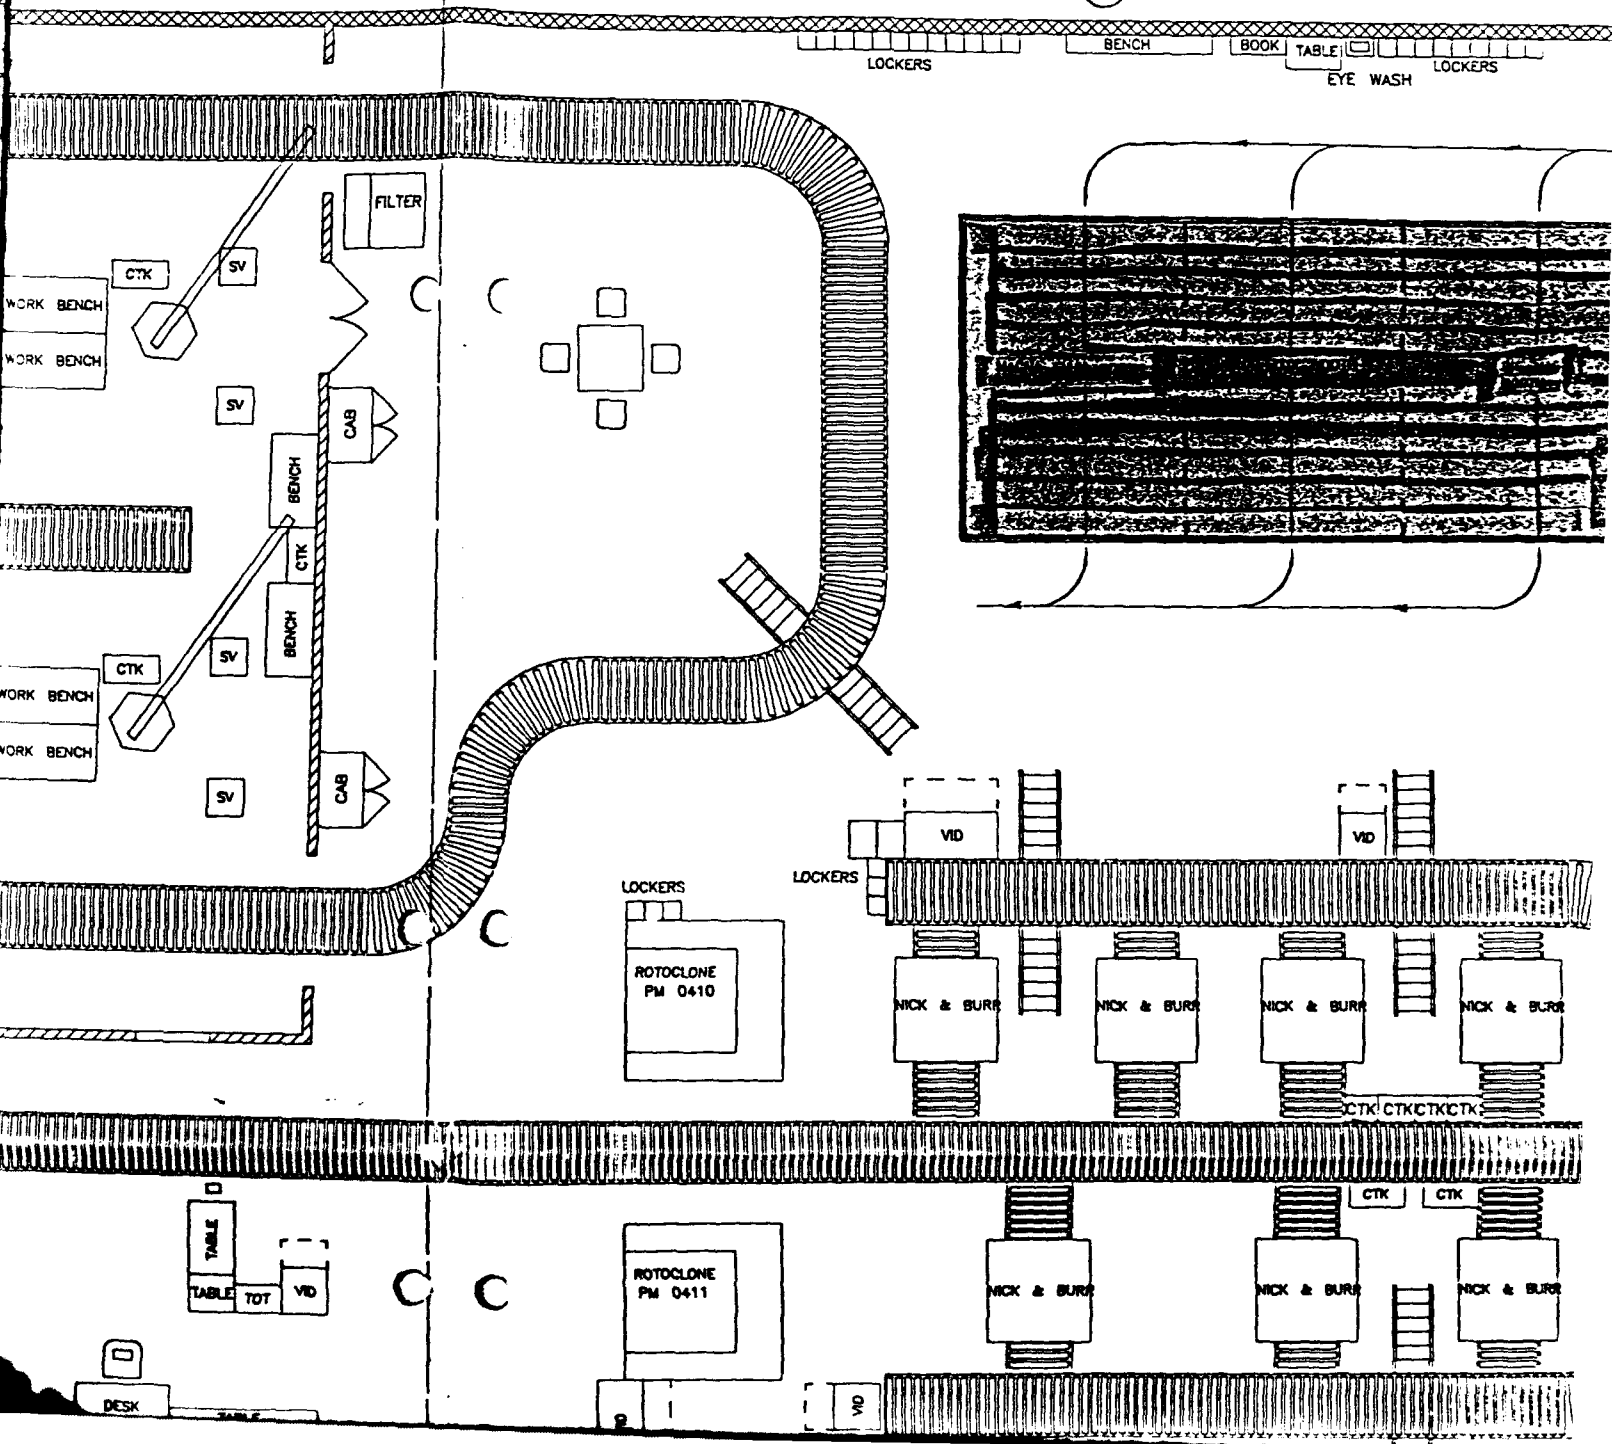 BENCH
BOOK
TABLE
LOCKERS
EYE WASH
LOCKERS
FILTER
CTK
SV
WORK BENCH
WORK BENCH
SV
CAB
BENCH
CTK
BENCH
SV
CTK
WORK BENCH
WORK BENCH
CAB
SV
VID
VID
LOCKERS
LOCKERS
ROTOCLONE
PM 0410
NICK & BURR
NICK & BURR
NICK & BURR
NICK & BURR
CTK
CTK
CTK
CTK
CTK
CTK
TABLE
TABLE
TOT
VID
ROTOCLONE
PM 0411
NICK & BURR
NICK & BURR
NICK & BURR
DESK
VID